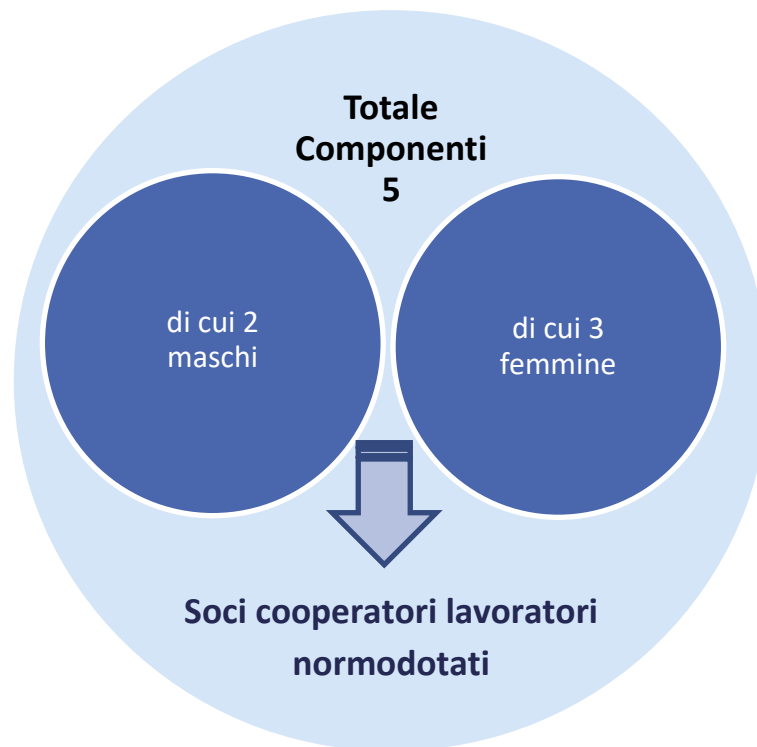 Totale
Componenti
5
di cui 2
maschi
di cui 3
femmine
Soci cooperatori lavoratori
normodotati